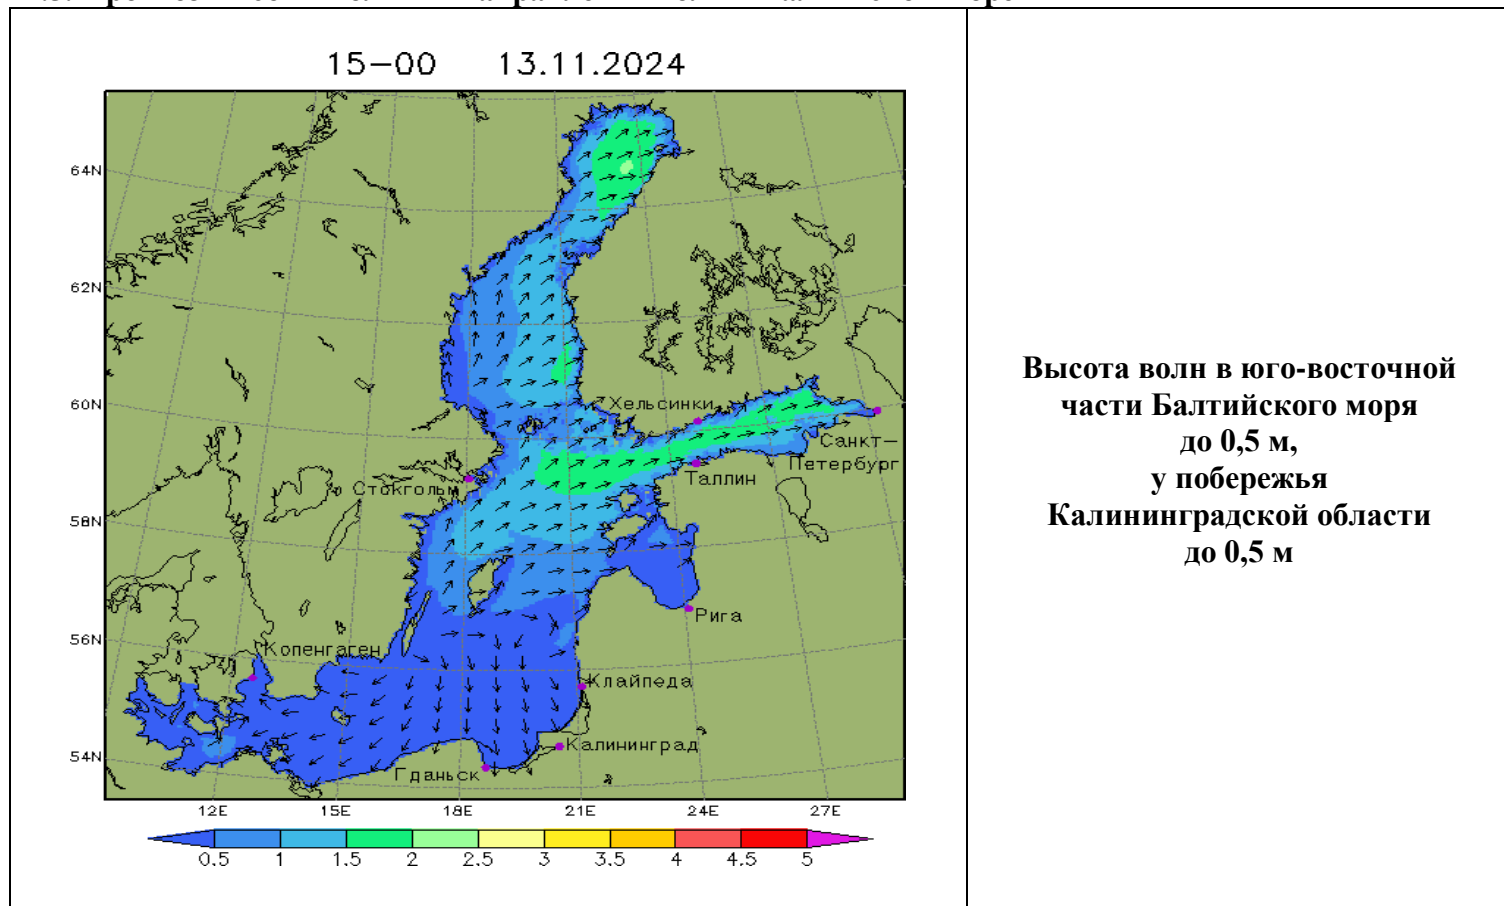 15-00 13.11.2024
64N
62N
60N
58N
56N
54N
Хельсинки
Санкт-
Петербург
Таллин
Стокгольм
Рига
Копенгаген
Клайпеда
Калининград
Гданьск
12E 15E 18E 21E 24E 27E
0.5 1 1.5 2 2.5 3 3.5 4 4.5 5
Высота волн в юго-восточной
части Балтийского моря
до 0,5 м,
у побережья
Калининградской области
до 0,5 м